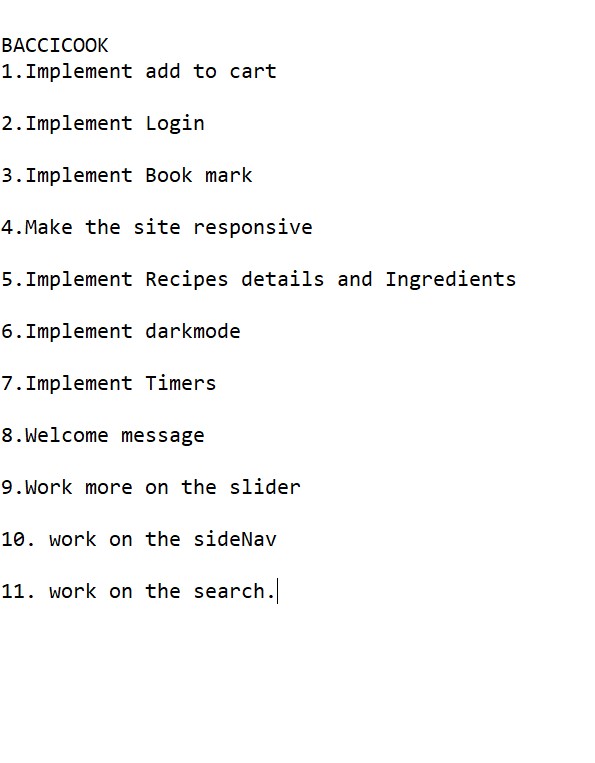 BACCICOOK
1.Implement add to cart
2.Implement Login
3.Implement Book mark
4.Make the site responsive
5.Implement Recipes details and Ingredients
6.Implement darkmode
7.Implement Timers
8.Welcome message
9.Work more on the slider
10. work on the sideNav
11. work on the search.